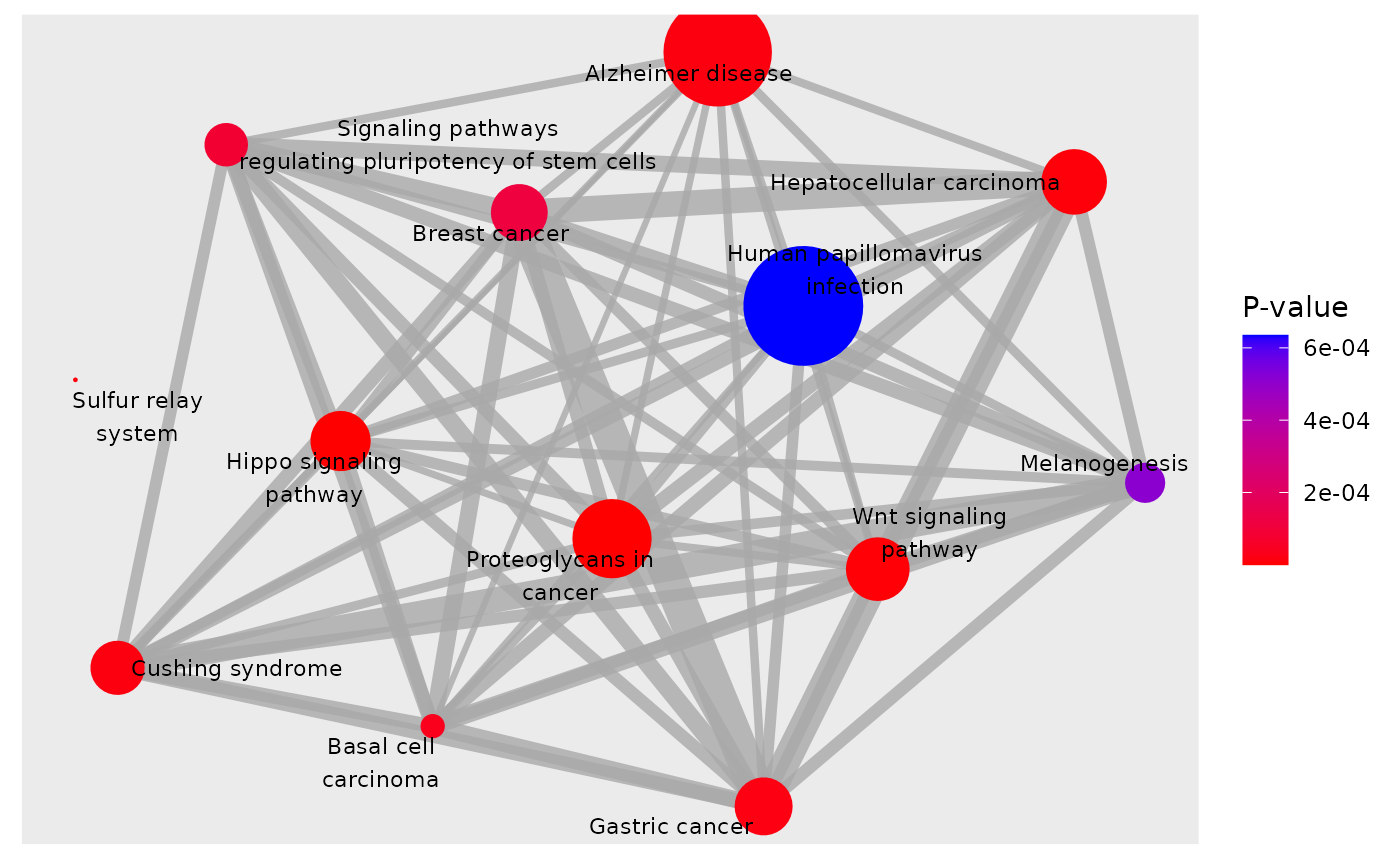 Alzheimer disease
Signaling pathways
regulating pluripotency of stem cells
Hepatocellular carcinoma
Breast cancer
Human papillomavirus
infection
P-value
6e-04
4e-04
2e-04
Sulfur relay
system
Hippo signaling
pathway
Melanogenesis
Wnt signaling
pathway
Proteoglycans in
cancer
Cushing syndrome
Basal cell
carcinoma
Gastric cancer